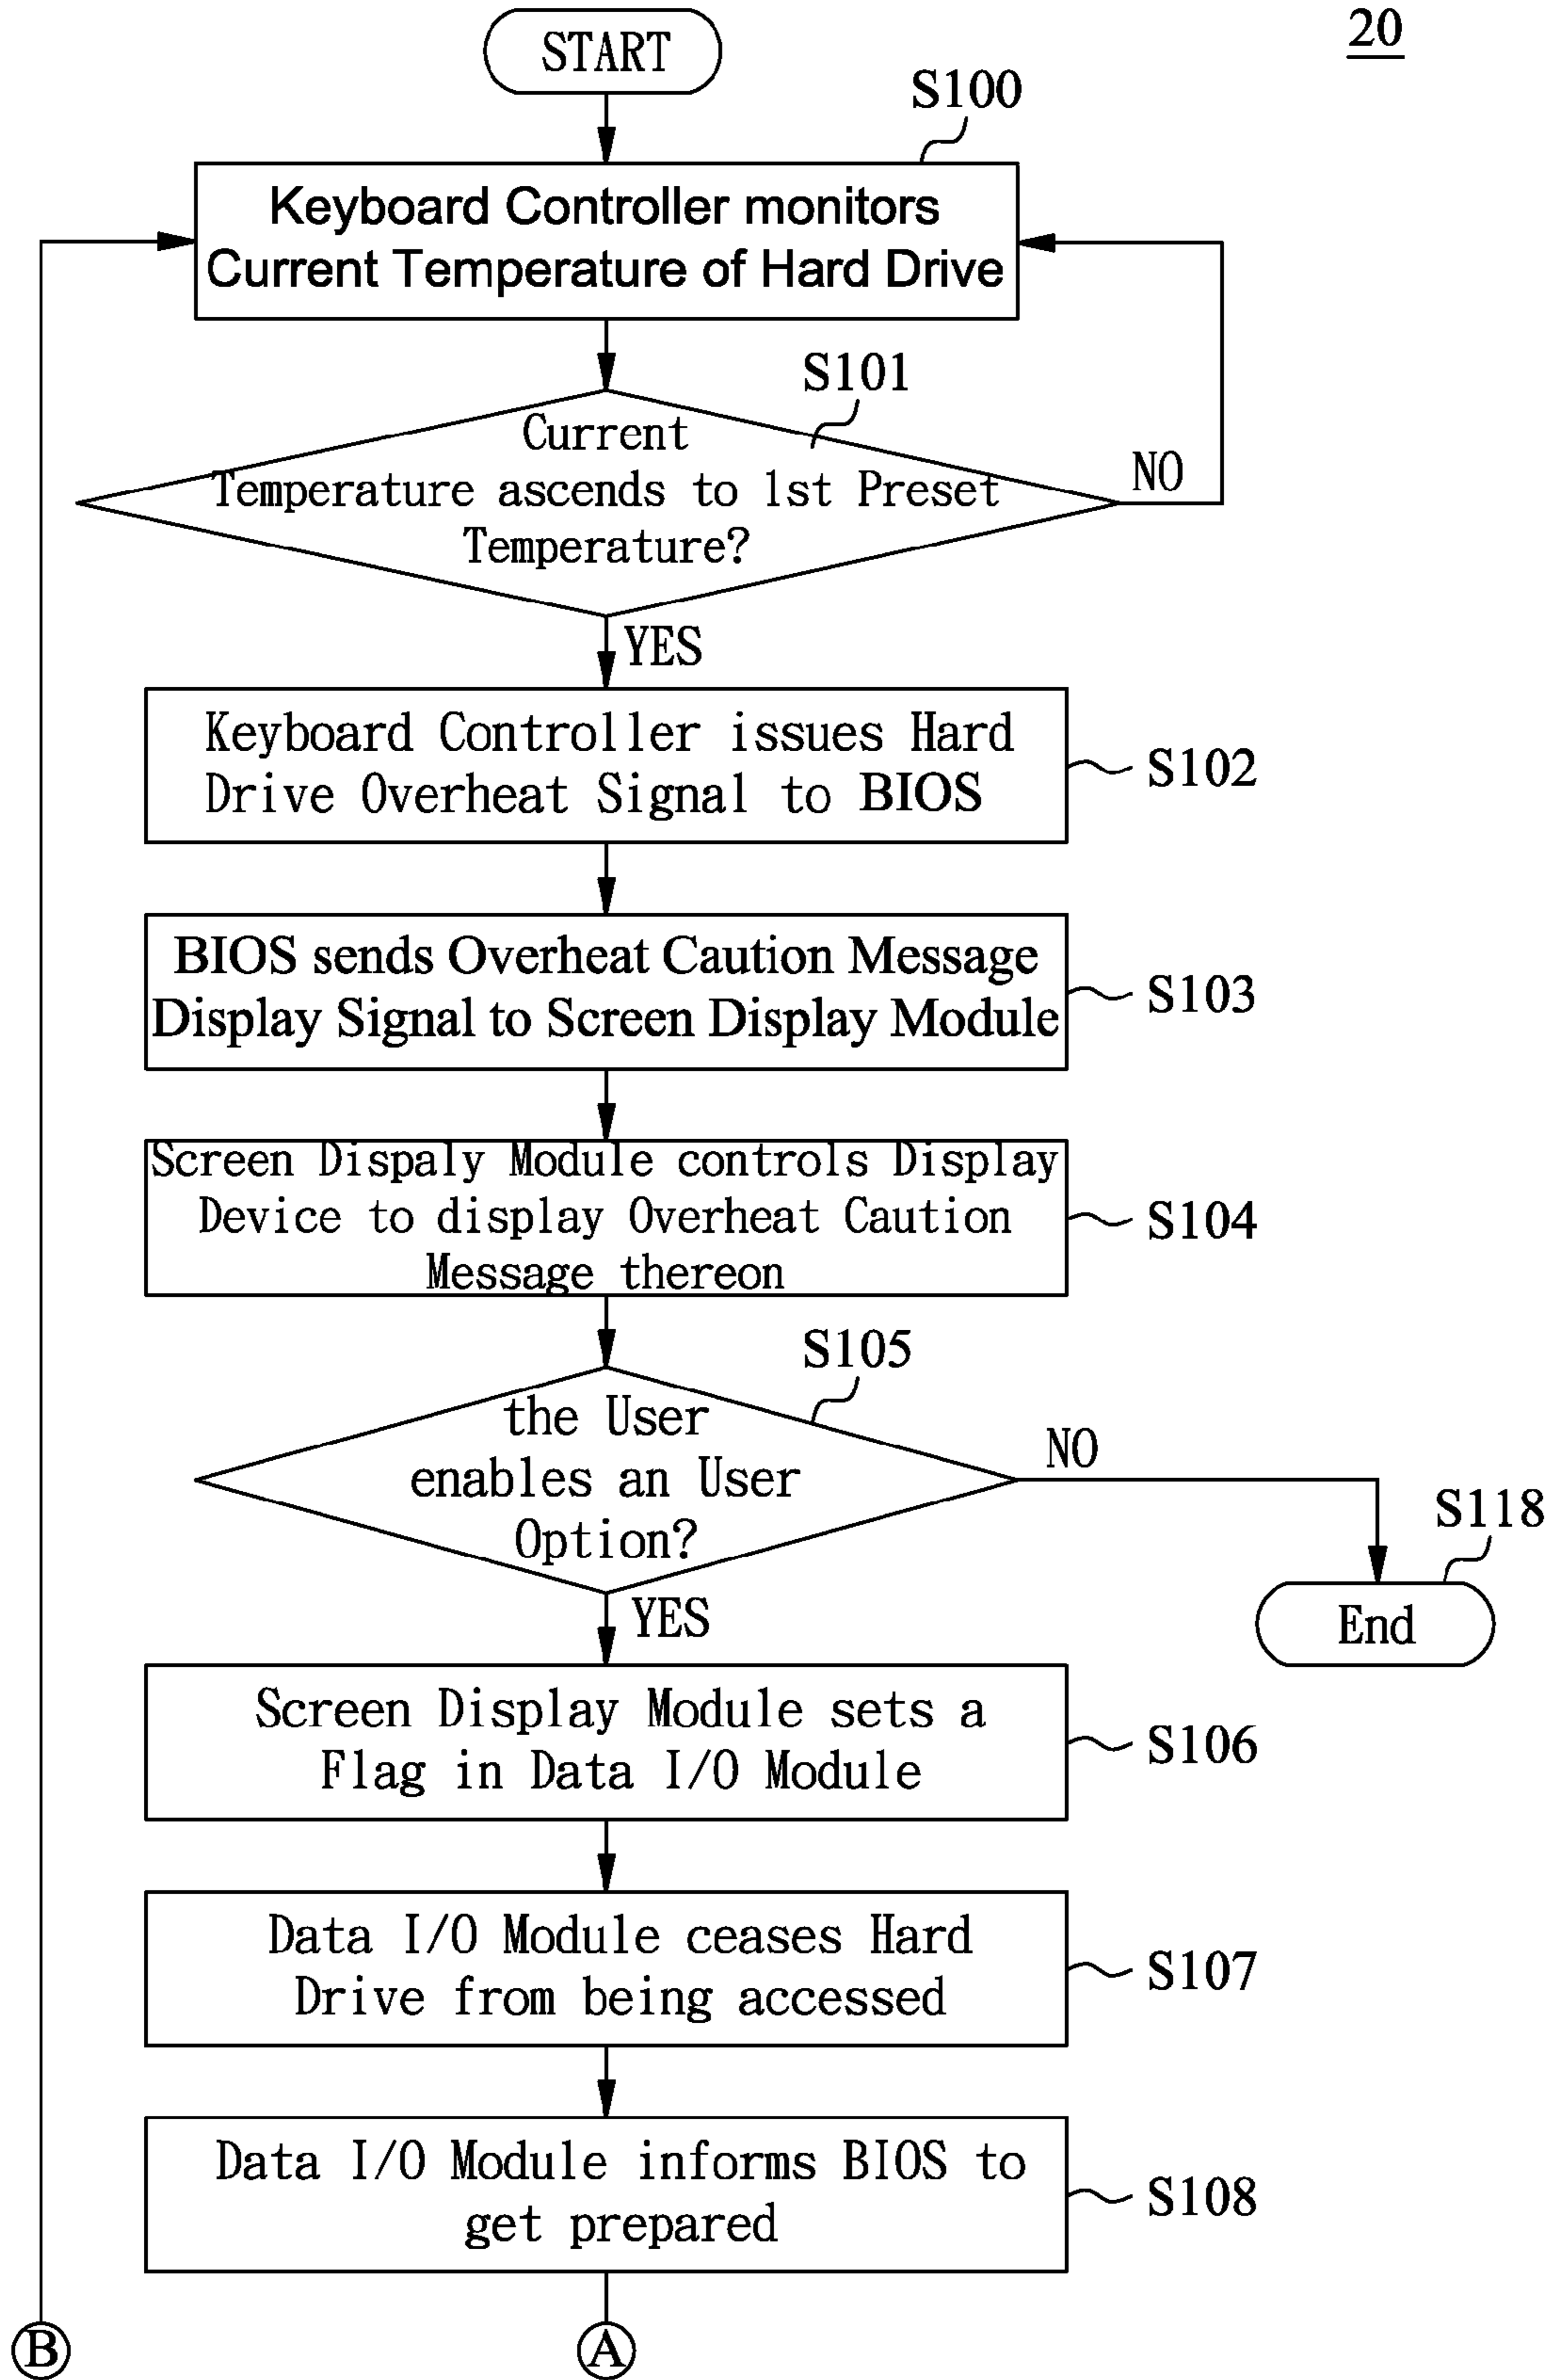 20
START
S100
Keyboard Controller monitors
Current Temperature of Hard Drive
S101
Current
Temperature ascends to 1st Preset
Temperature?
NO
YES
Keyboard Controller issues Hard
Drive Overheat Signal to BIOS
S102
BIOS sends Overheat Caution Message
Display Signal to Screen Display Module
S103
Screen Dispaly Module controls Display
Device to display Overheat Caution
Message thereon
S104
S105
the User
enables an User
Option?
NO
S118
End
YES
Screen Display Module sets a
Flag in Data I/O Module
S106
Data I/O Module ceases Hard
Drive from being accessed
S107
Data I/O Module informs BIOS to
get prepared
S108
B
A